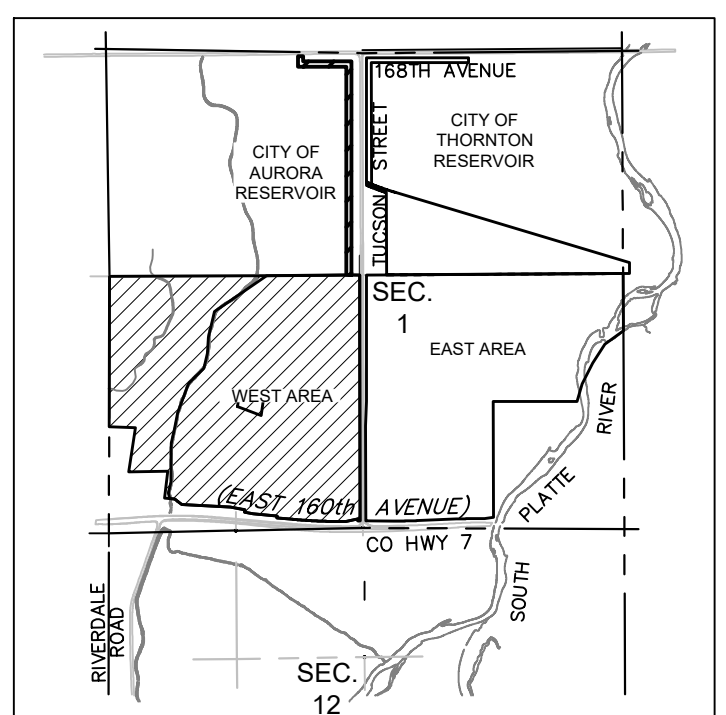 168TH AVENUE
CITY OF
AURORA
RESERVOIR
STREET
TUCSON
CITY OF
THORNTON
RESERVOIR
SEC.
1
EAST AREA
WEST AREA
(EAST 160th AVENUE)
CO HWY 7
RIVER
PLATTE
SOUTH
RIVERDALE
ROAD
SEC.
12